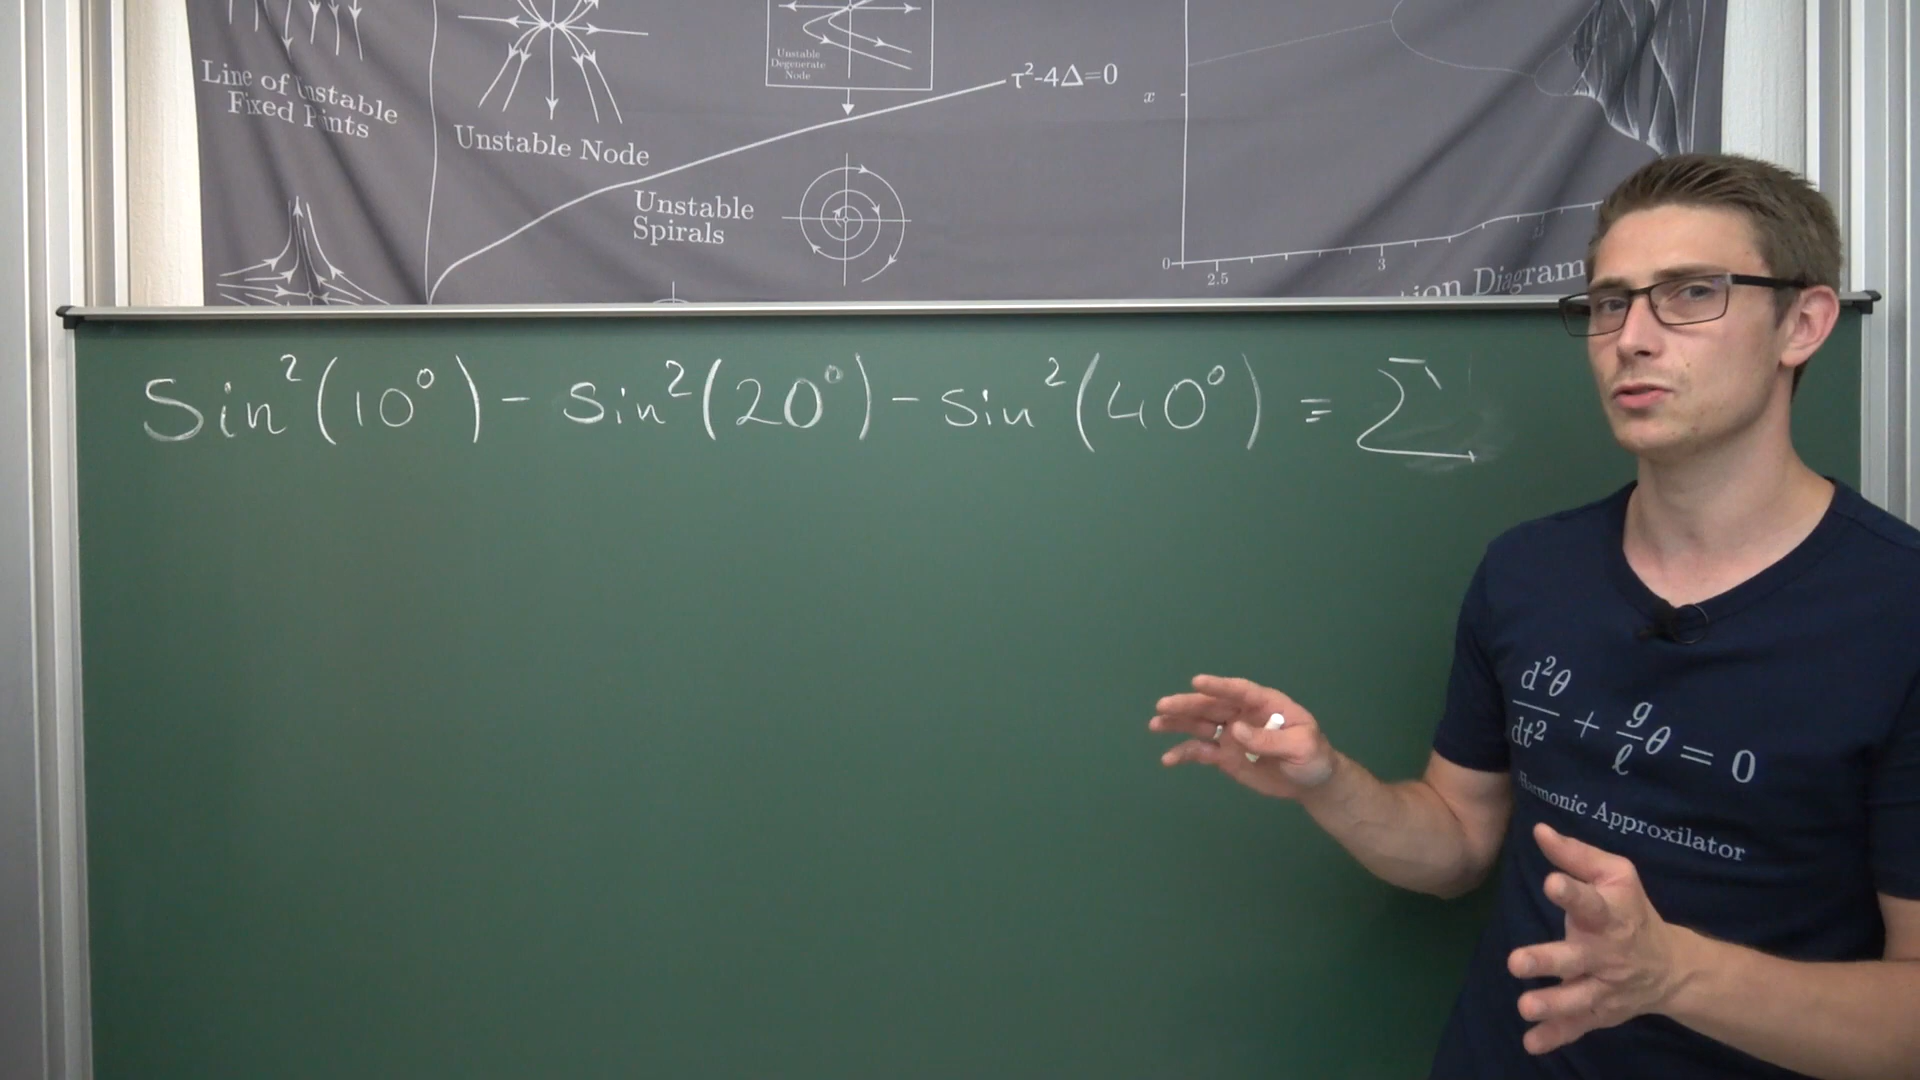 Line of Unstable
Fixed Points
Unstable Node
Unstable
Degenerate
Node
τ²-4Δ=0
Unstable
Spirals
x
0
2.5
3
Diagram
Sin²(10°) - Sin²(20°) - Sin²(40°) = Σ
d²θ/dt² + g/ℓ θ = 0
Harmonic Approxilator